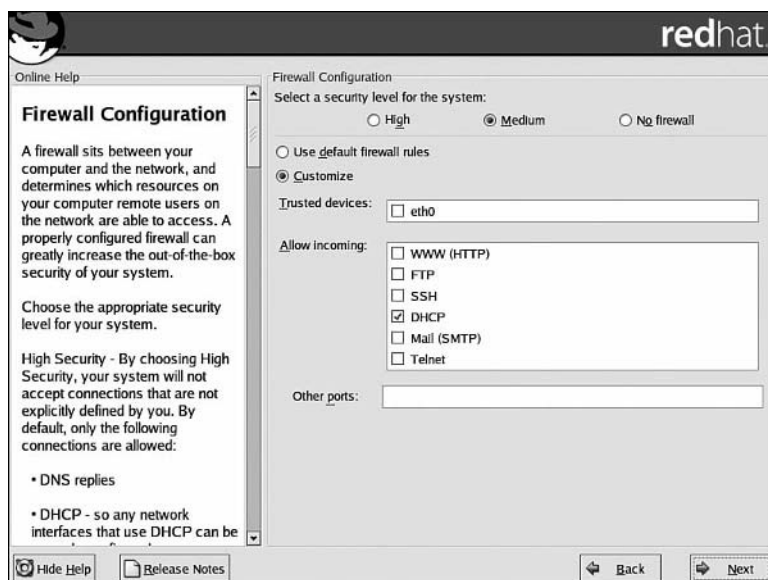 redhat.
Online Help
Firewall Configuration
A firewall sits between your
computer and the network, and
determines which resources on
your computer remote users on
the network are able to access. A
properly configured firewall can
greatly increase the out-of-the-box
security of your system.
Choose the appropriate security
level for your system.
High Security - By choosing High
Security, your system will not
accept connections that are not
explicitly defined by you. By
default, only the following
connections are allowed:
• DNS replies
• DHCP - so any network
interfaces that use DHCP can be
Firewall Configuration
Select a security level for the system:
High Medium No firewall
Use default firewall rules
Customize
Trusted devices: eth0
Allow incoming: WWW (HTTP)
FTP
SSH
DHCP
Mail (SMTP)
Telnet
Other ports:
Hide Help Release Notes Back Next